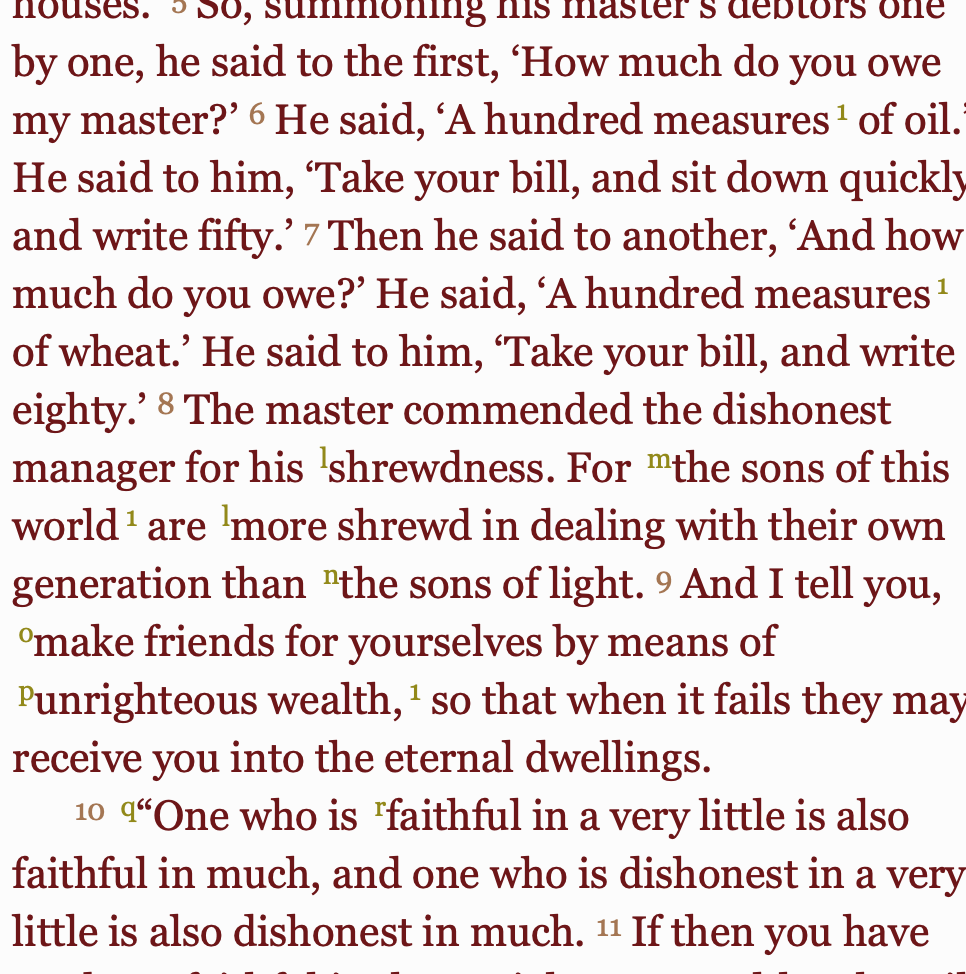 houses.’ 5 So, summoning his master’s debtors one
by one, he said to the first, ‘How much do you owe
my master?’ 6 He said, ‘A hundred measures 1 of oil.’
He said to him, ‘Take your bill, and sit down quickly
and write fifty.’ 7 Then he said to another, ‘And how
much do you owe?’ He said, ‘A hundred measures 1
of wheat.’ He said to him, ‘Take your bill, and write
eighty.’ 8 The master commended the dishonest
manager for his lshrewdness. For mthe sons of this
world 1 are lmore shrewd in dealing with their own
generation than nthe sons of light. 9 And I tell you,
omake friends for yourselves by means of
punrighteous wealth, 1 so that when it fails they may
receive you into the eternal dwellings.
10 q“One who is rfaithful in a very little is also
faithful in much, and one who is dishonest in a very
little is also dishonest in much. 11 If then you have